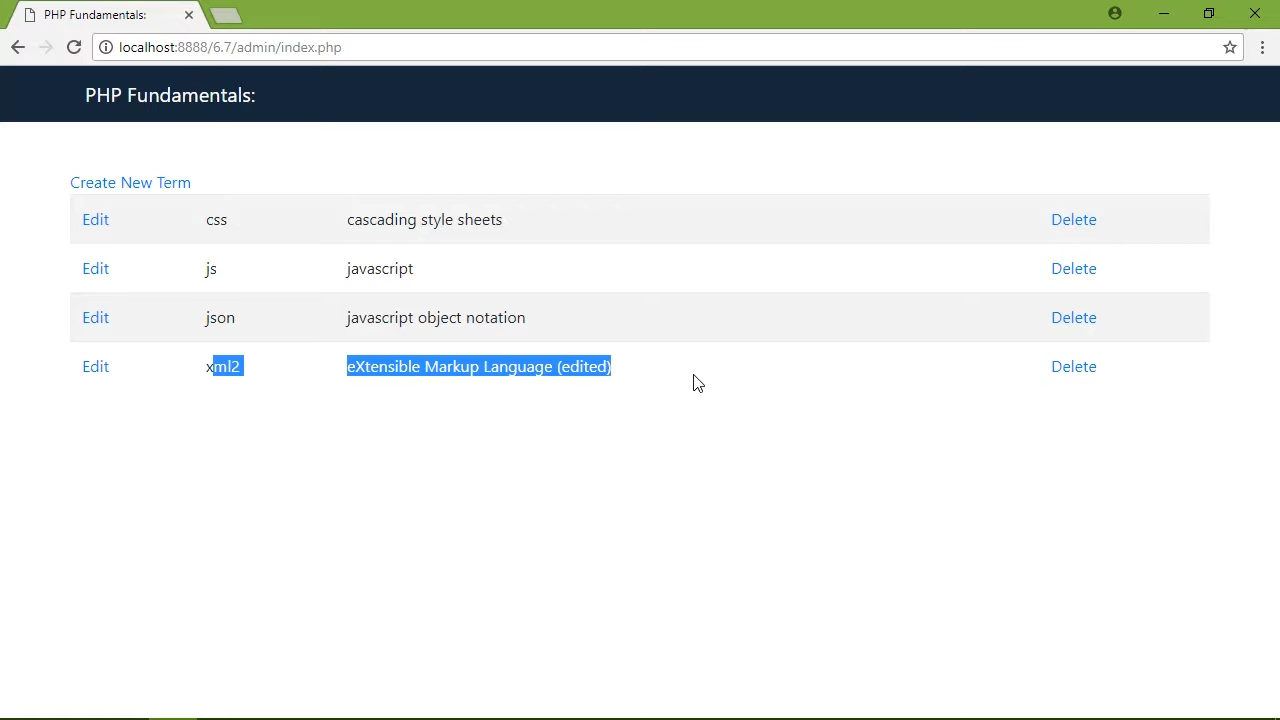 PHP Fundamentals:
localhost:8888/6.7/admin/index.php
PHP Fundamentals:
Create New Term
Edit css cascading style sheets Delete
Edit js javascript Delete
Edit json javascript object notation Delete
Edit xml2 eXtensible Markup Language (edited) Delete